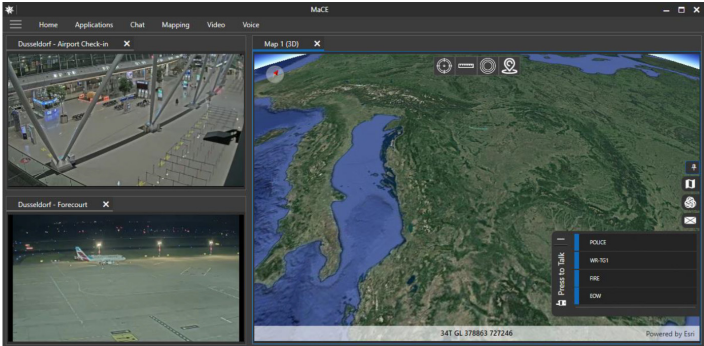 MaCE
Home Applications Chat Mapping Video Voice
Dusseldorf - Airport Check-in
Dusseldorf - Forecourt
Map 1 (3D)
Press to Talk
POLICE
WR-TG1
FIRE
EOW
34T GL 378863 727246
Powered by Esri